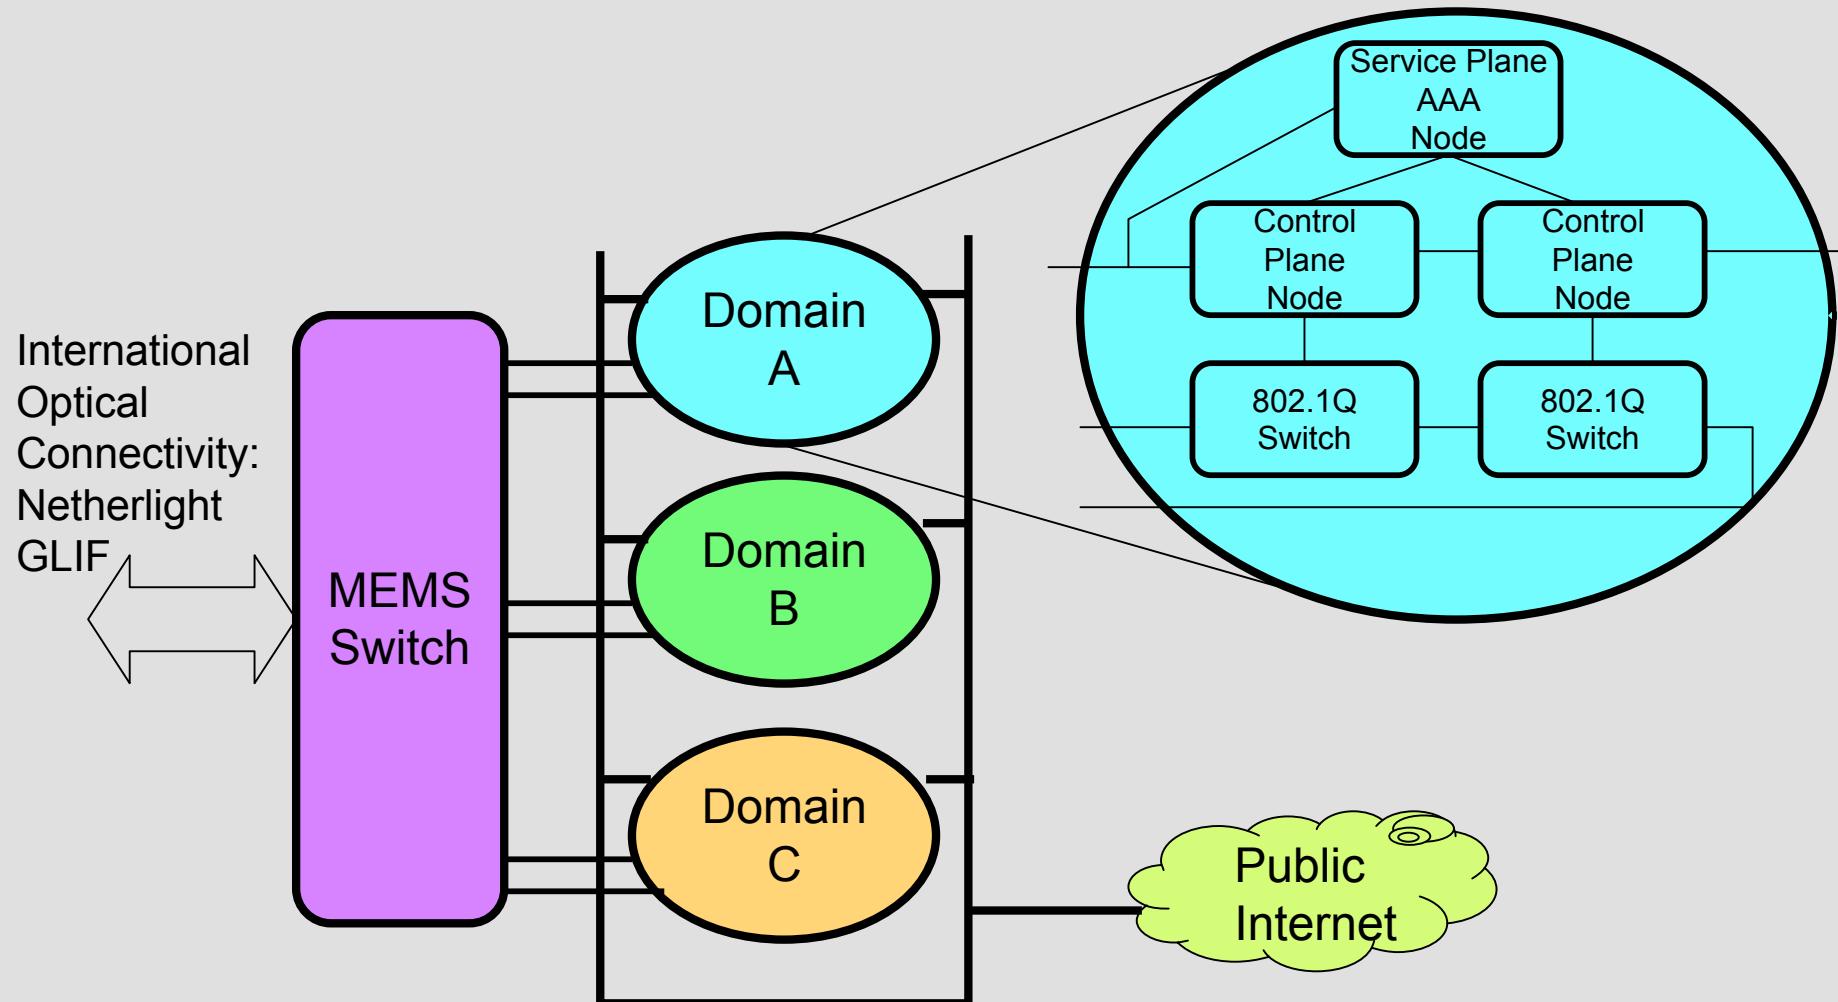 International
Optical
Connectivity:
Netherlight
GLIF
MEMS
Switch
Domain
A
Domain
B
Domain
C
Service Plane
AAA
Node
Control
Plane
Node
Control
Plane
Node
802.1Q
Switch
802.1Q
Switch
Public
Internet